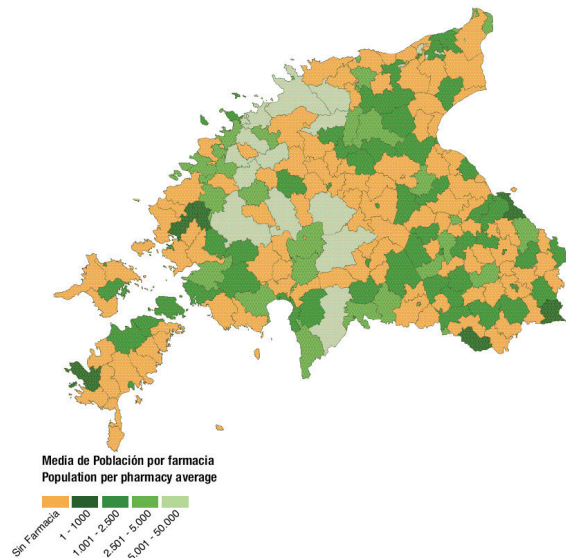 Media de Población por farmacia
Population per pharmacy average
Sin Farmacia
1 - 1000
1.001 - 2.500
2.501 - 5.000
5.001 - 50.000